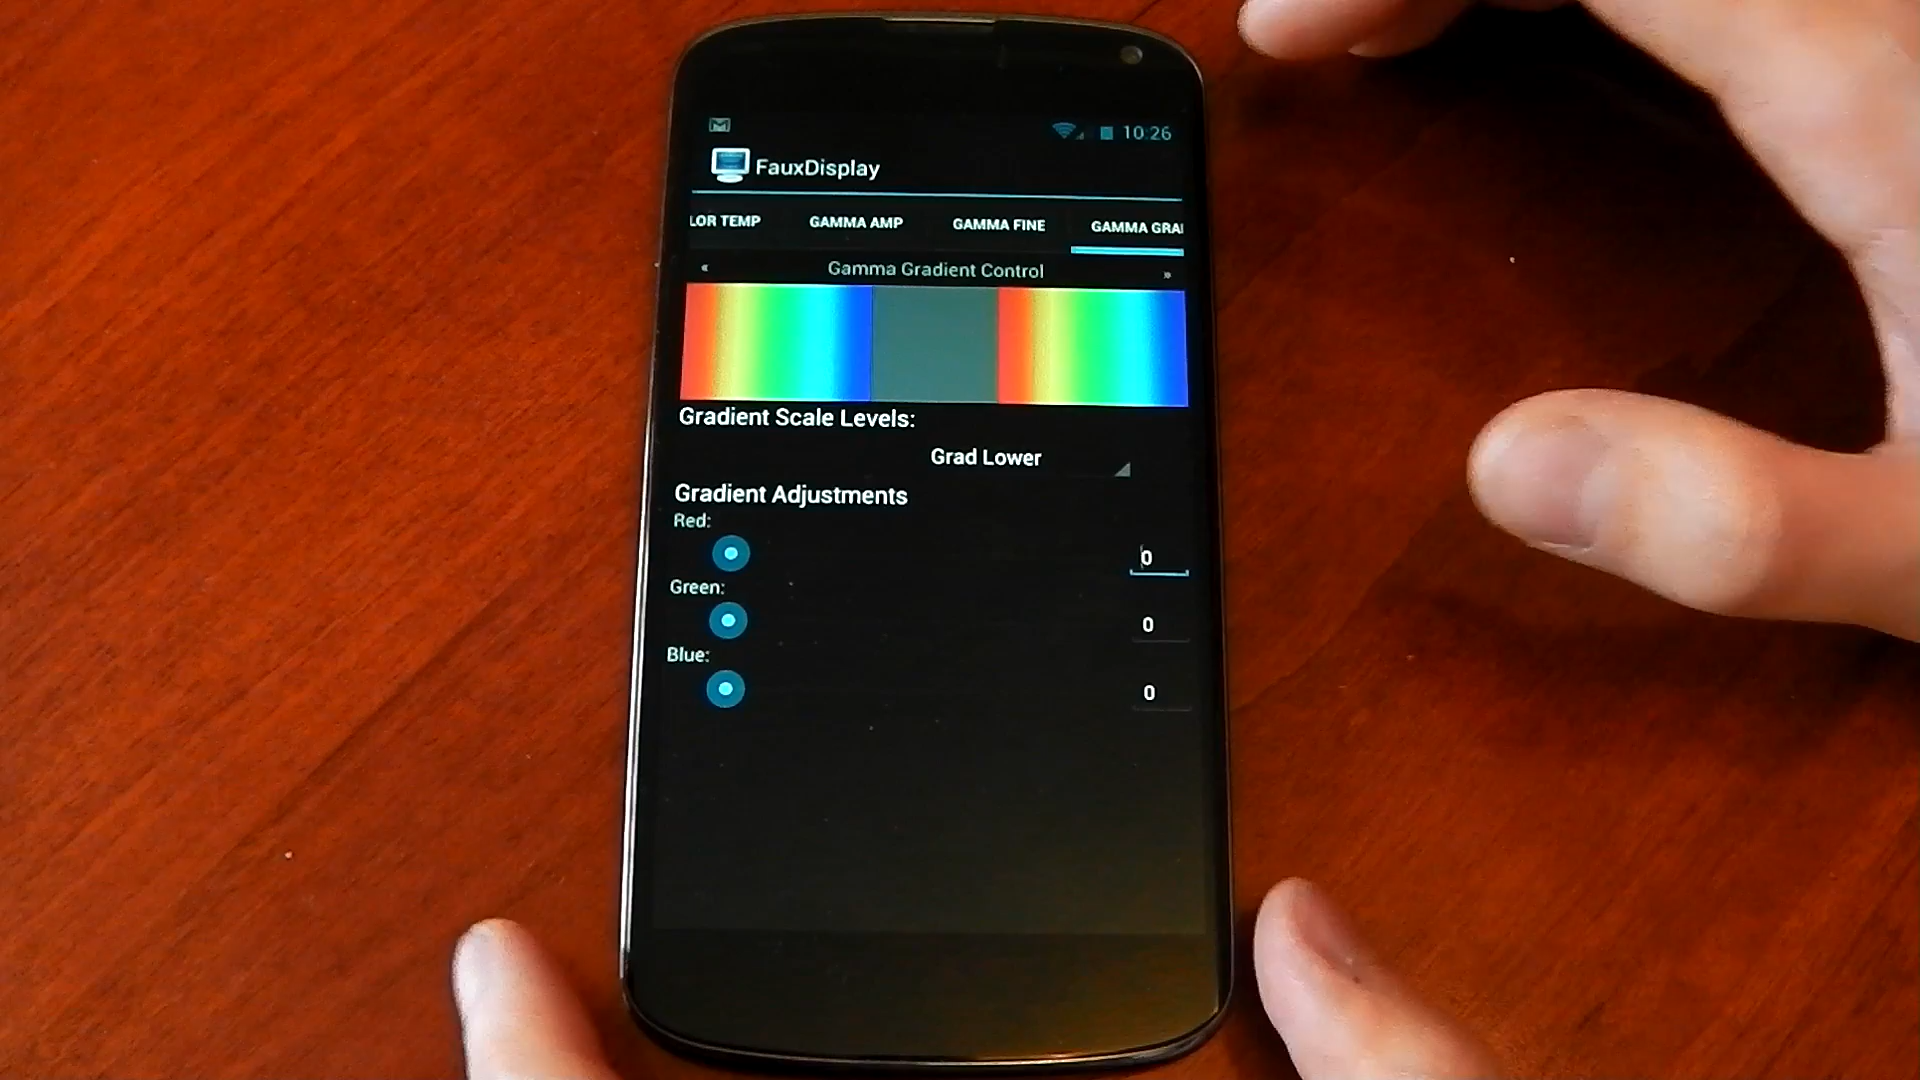 10:26
FauxDisplay
LOR TEMP GAMMA AMP GAMMA FINE GAMMA GRA
« Gamma Gradient Control »
Gradient Scale Levels:
Grad Lower
Gradient Adjustments
Red:
0
Green:
0
Blue:
0